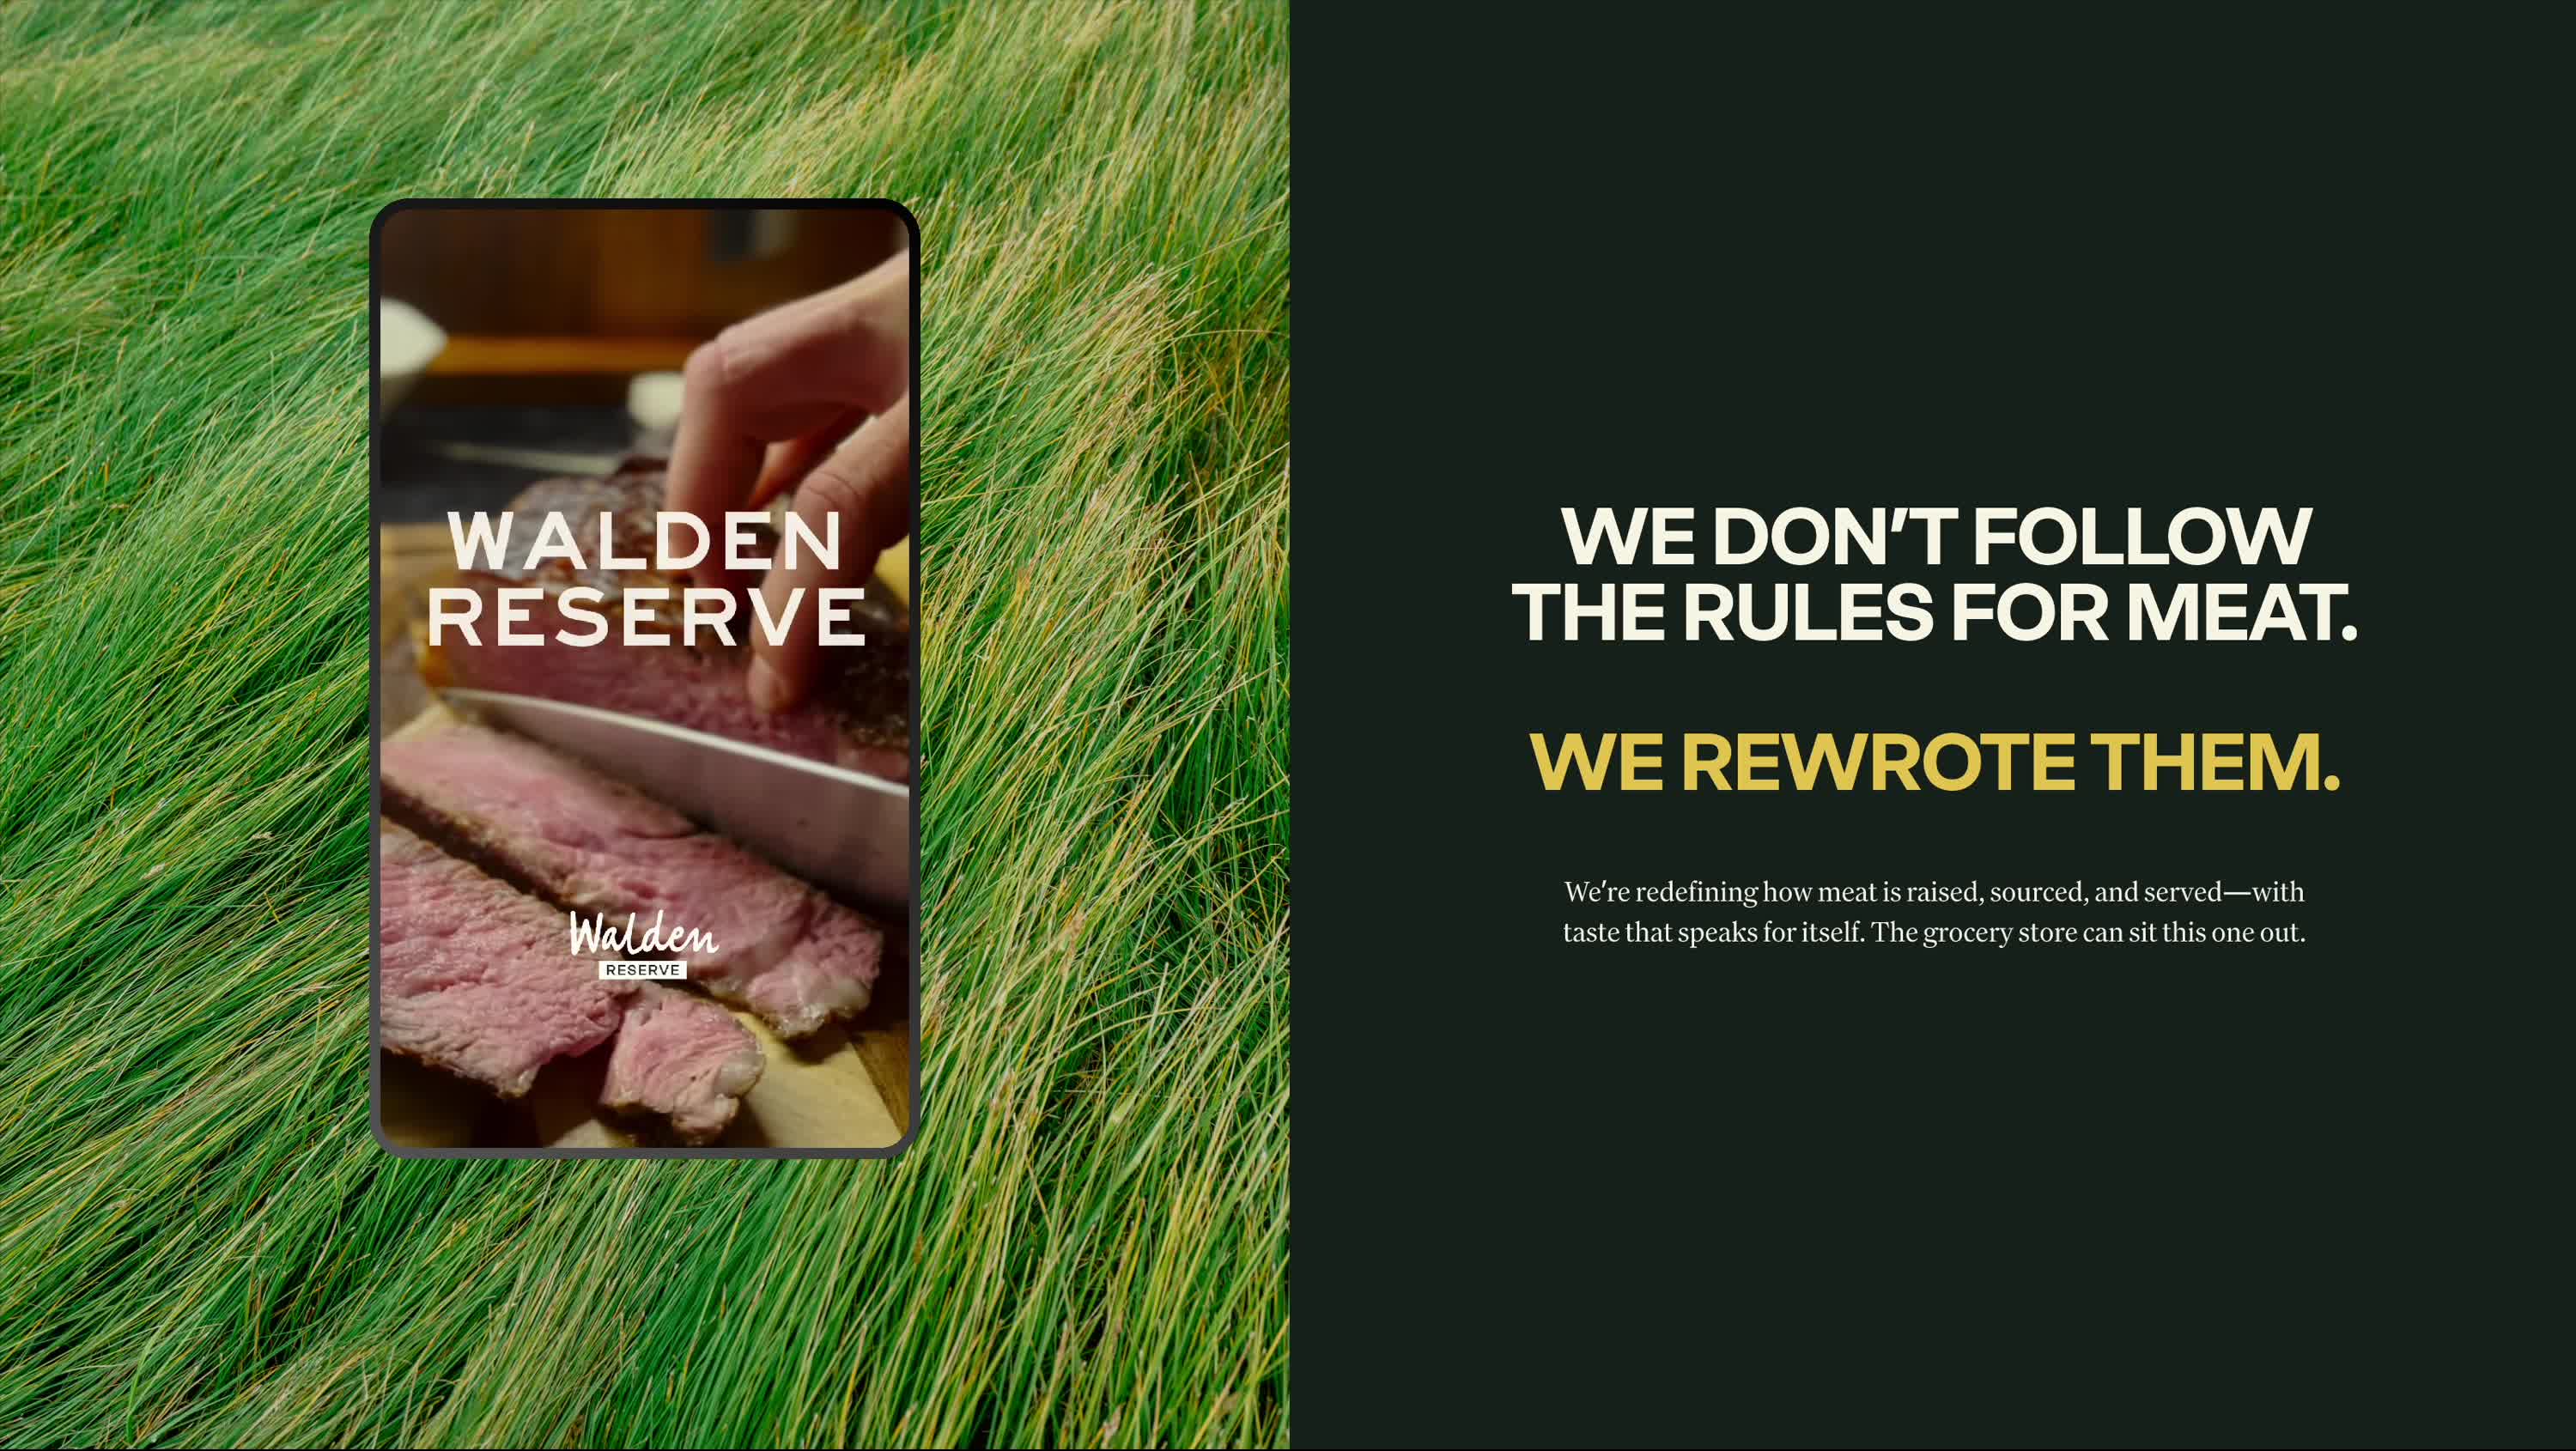 WALDEN
RESERVE
Walden
RESERVE
WE DON'T FOLLOW
THE RULES FOR MEAT.
WE REWROTE THEM.
We're redefining how meat is raised, sourced, and served—with
taste that speaks for itself. The grocery store can sit this one out.